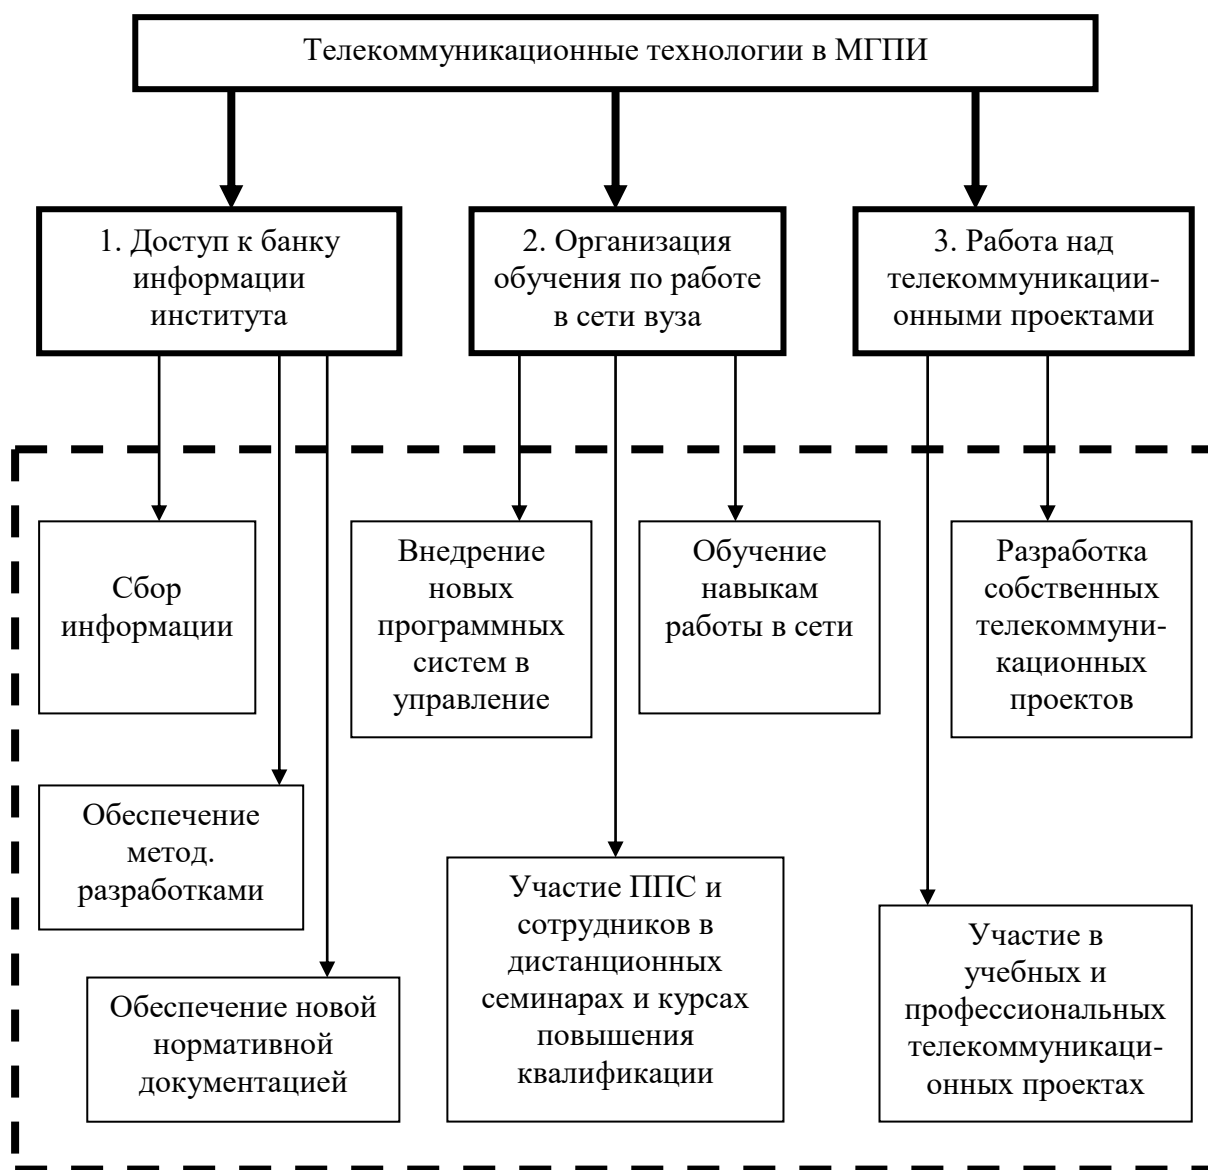 Телекоммуникационные технологии в МГПИ
1. Доступ к банку
информации
института
2. Организация
обучения по работе
в сети вуза
3. Работа над
телекоммуникаци-
онными проектами
Сбор
информации
Внедрение
новых
программных
систем в
управление
Обучение
навыкам
работы в сети
Разработка
собственных
телекоммуни-
кационных
проектов
Обеспечение
метод.
разработками
Участие ППС и
сотрудников в
дистанционных
семинарах и курсах
повышения
квалификации
Участие в
учебных и
профессиональных
телекоммуникаци-
онных проектах
Обеспечение новой
нормативной
документацией